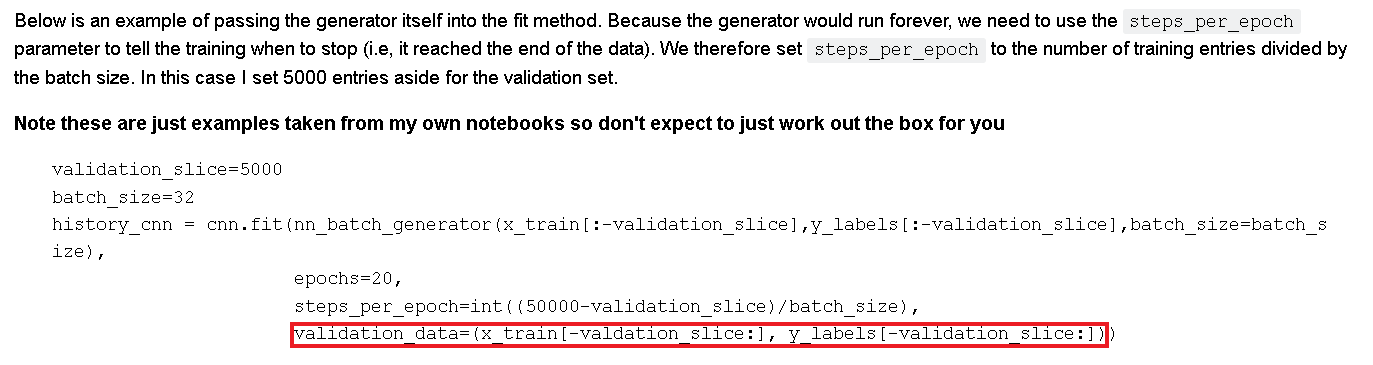 Below is an example of passing the generator itself into the fit method. Because the generator would run forever, we need to use the steps_per_epoch
parameter to tell the training when to stop (i.e, it reached the end of the data). We therefore set steps_per_epoch to the number of training entries divided by
the batch size. In this case I set 5000 entries aside for the validation set.
Note these are just examples taken from my own notebooks so don't expect to just work out the box for you
validation_slice=5000
batch_size=32
history_cnn = cnn.fit(nn_batch_generator(x_train[:-validation_slice],y_labels[:-validation_slice],batch_size=batch_s
ize),
epochs=20,
steps_per_epoch=int((50000-validation_slice)/batch_size),
validation_data=(x_train[-valdation_slice:], y_labels[-validation_slice:]))